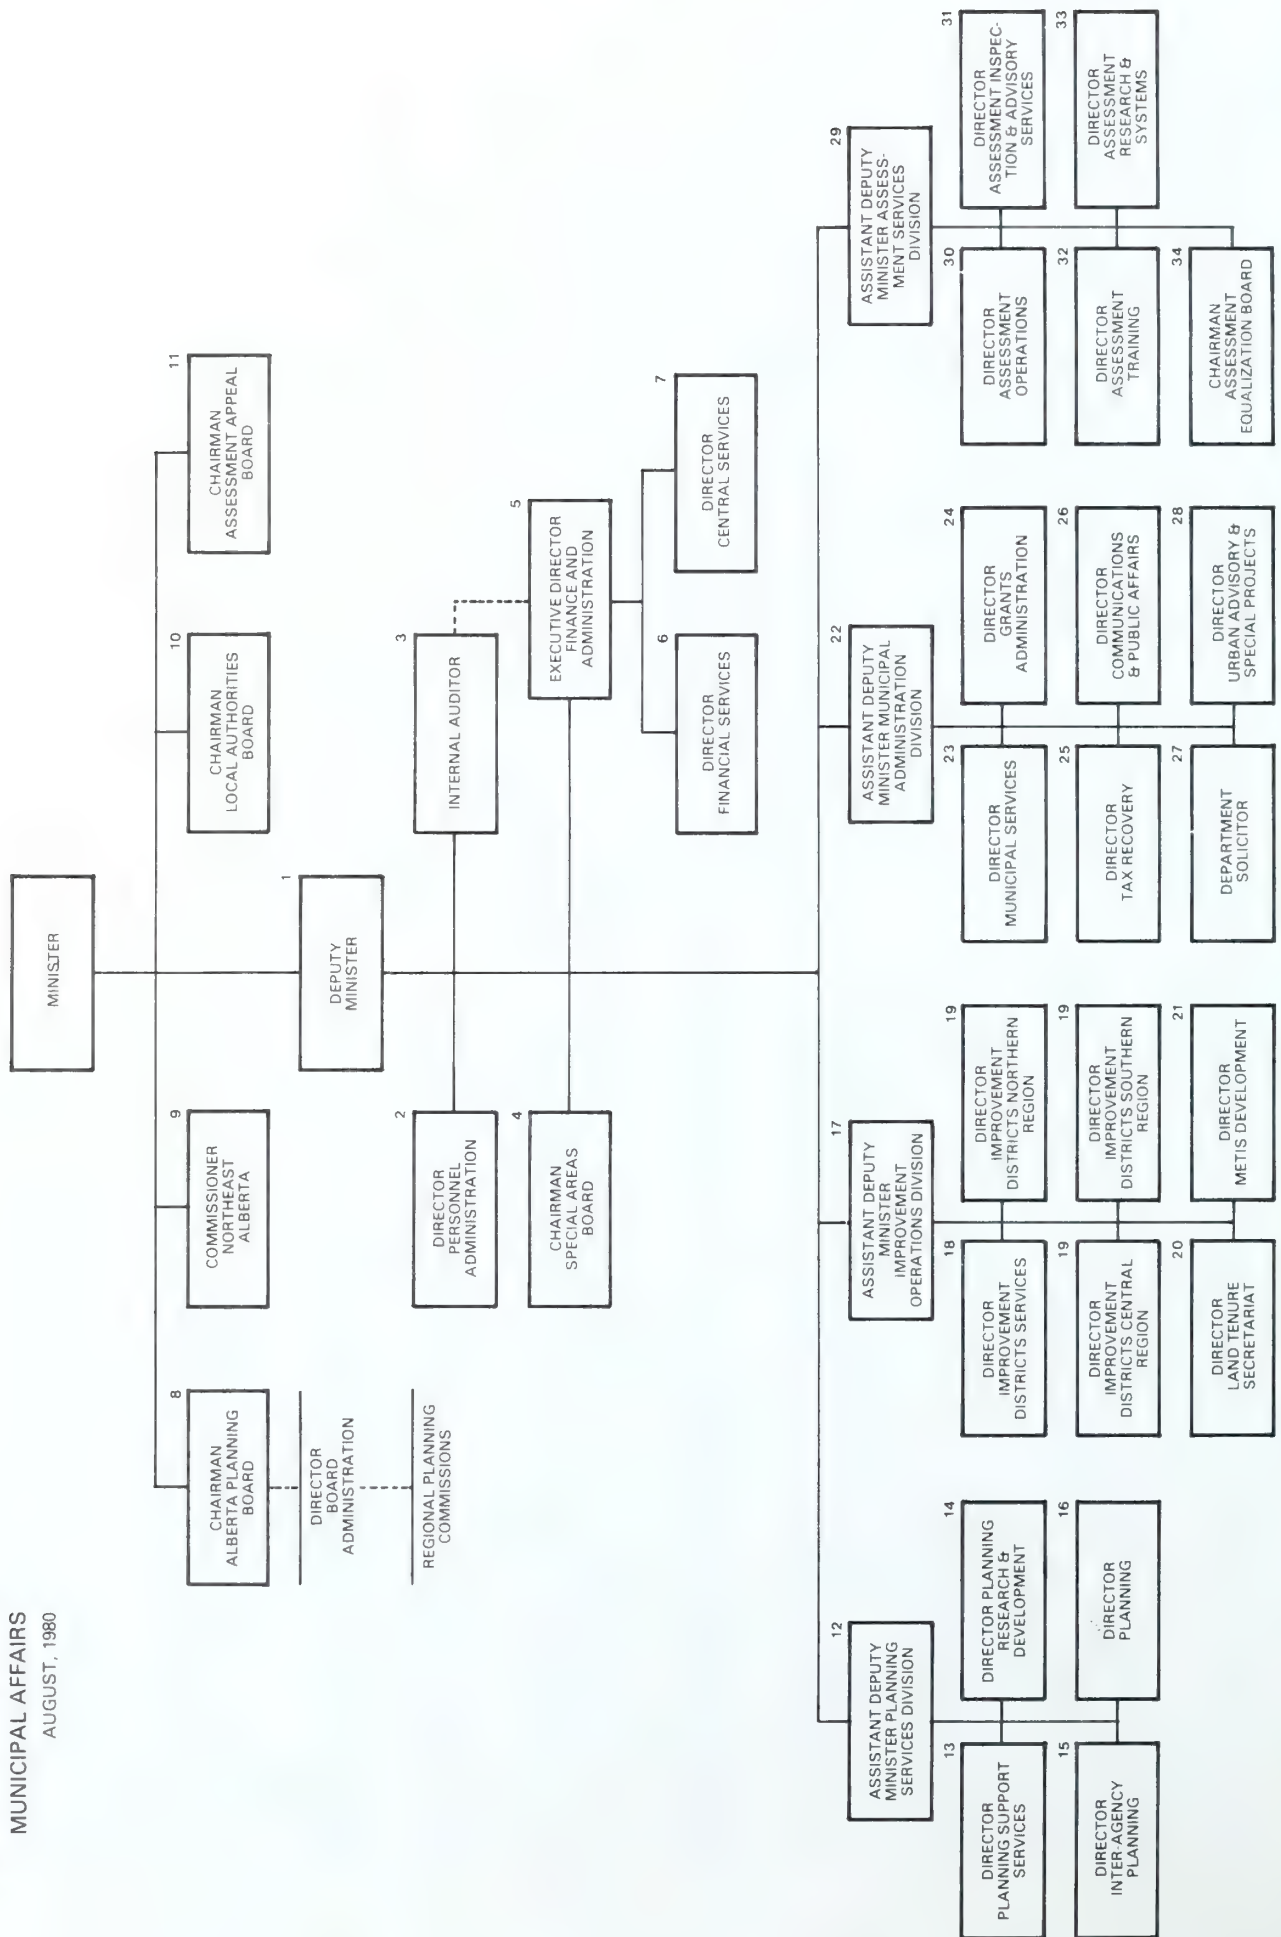 MUNICIPAL AFFAIRS
AUGUST, 1980
MINISTER
8
CHAIRMAN
ALBERTA PLANNING
BOARD
9
COMMISSIONER
NORTHEAST
ALBERTA
10
CHAIRMAN
LOCAL AUTHORITIES
BOARD
11
CHAIRMAN
ASSESSMENT APPEAL
BOARD
DIRECTOR
BOARD
ADMINISTRATION
1
DEPUTY
MINISTER
REGIONAL PLANNING
COMMISSIONS
2
DIRECTOR
PERSONNEL
ADMINISTRATION
3
INTERNAL AUDITOR
4
CHAIRMAN
SPECIAL AREAS
BOARD
5
EXECUTIVE DIRECTOR
FINANCE AND
ADMINISTRATION
6
DIRECTOR
FINANCIAL SERVICES
7
DIRECTOR
CENTRAL SERVICES
12
ASSISTANT DEPUTY
MINISTER PLANNING
SERVICES DIVISION
13
DIRECTOR
PLANNING SUPPORT
SERVICES
14
DIRECTOR PLANNING
RESEARCH &
DEVELOPMENT
15
DIRECTOR
INTER-AGENCY
PLANNING
16
DIRECTOR
PLANNING
17
ASSISTANT DEPUTY
MINISTER
IMPROVEMENT
OPERATIONS DIVISION
18
DIRECTOR
IMPROVEMENT
DISTRICTS SERVICES
19
DIRECTOR
IMPROVEMENT
DISTRICTS NORTHERN
REGION
19
DIRECTOR
IMPROVEMENT
DISTRICTS CENTRAL
REGION
19
DIRECTOR
IMPROVEMENT
DISTRICTS SOUTHERN
REGION
20
DIRECTOR
LAND TENURE
SECRETARIAT
21
DIRECTOR
METIS DEVELOPMENT
22
ASSISTANT DEPUTY
MINISTER MUNICIPAL
ADMINISTRATION
DIVISION
23
DIRECTOR
MUNICIPAL SERVICES
24
DIRECTOR
GRANTS
ADMINISTRATION
25
DIRECTOR
TAX RECOVERY
26
DIRECTOR
COMMUNICATIONS
& PUBLIC AFFAIRS
27
DEPARTMENT
SOLICITOR
28
DIRECTOR
URBAN ADVISORY &
SPECIAL PROJECTS
29
ASSISTANT DEPUTY
MINISTER ASSESS-
MENT SERVICES
DIVISION
30
DIRECTOR
ASSESSMENT
OPERATIONS
31
DIRECTOR
ASSESSMENT INSPEC-
TION & ADVISORY
SERVICES
32
DIRECTOR
ASSESSMENT
TRAINING
33
DIRECTOR
ASSESSMENT
RESEARCH &
SYSTEMS
34
CHAIRMAN
ASSESSMENT
EQUALIZATION BOARD